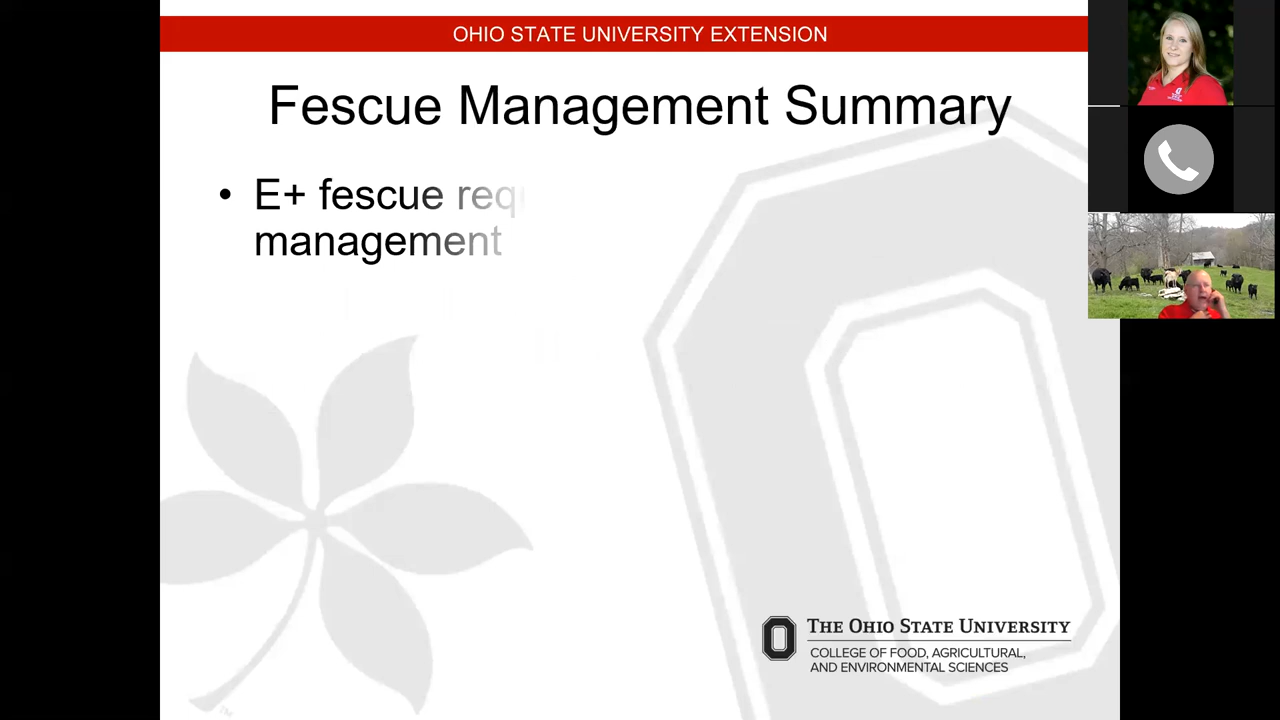 OHIO STATE UNIVERSITY EXTENSION
Fescue Management Summary
• E+ fescue
management
THE OHIO STATE UNIVERSITY
COLLEGE OF FOOD, AGRICULTURAL,
AND ENVIRONMENTAL SCIENCES
TM